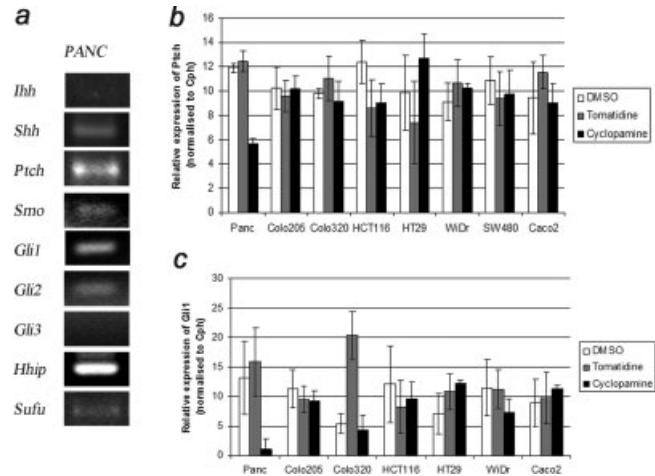 a
PANC
Ihh
Shh
Ptch
Smo
Gli1
Gli2
Gli3
Hhip
Sufu
b
Relative expression of Ptch
(normalised to Cph)
16
14
12
10
8
6
4
2
0
Panc Colo205 Colo320 HCT116 HT29 WiDr SW480 Caco2
DMSO
Tomatidine
Cyclopamine
c
Relative expression of Gli1
(normalised to Cph)
30
25
20
15
10
5
0
Panc Colo205 Colo320 HCT116 HT29 WiDr Caco2
DMSO
Tomatidine
Cyclopamine